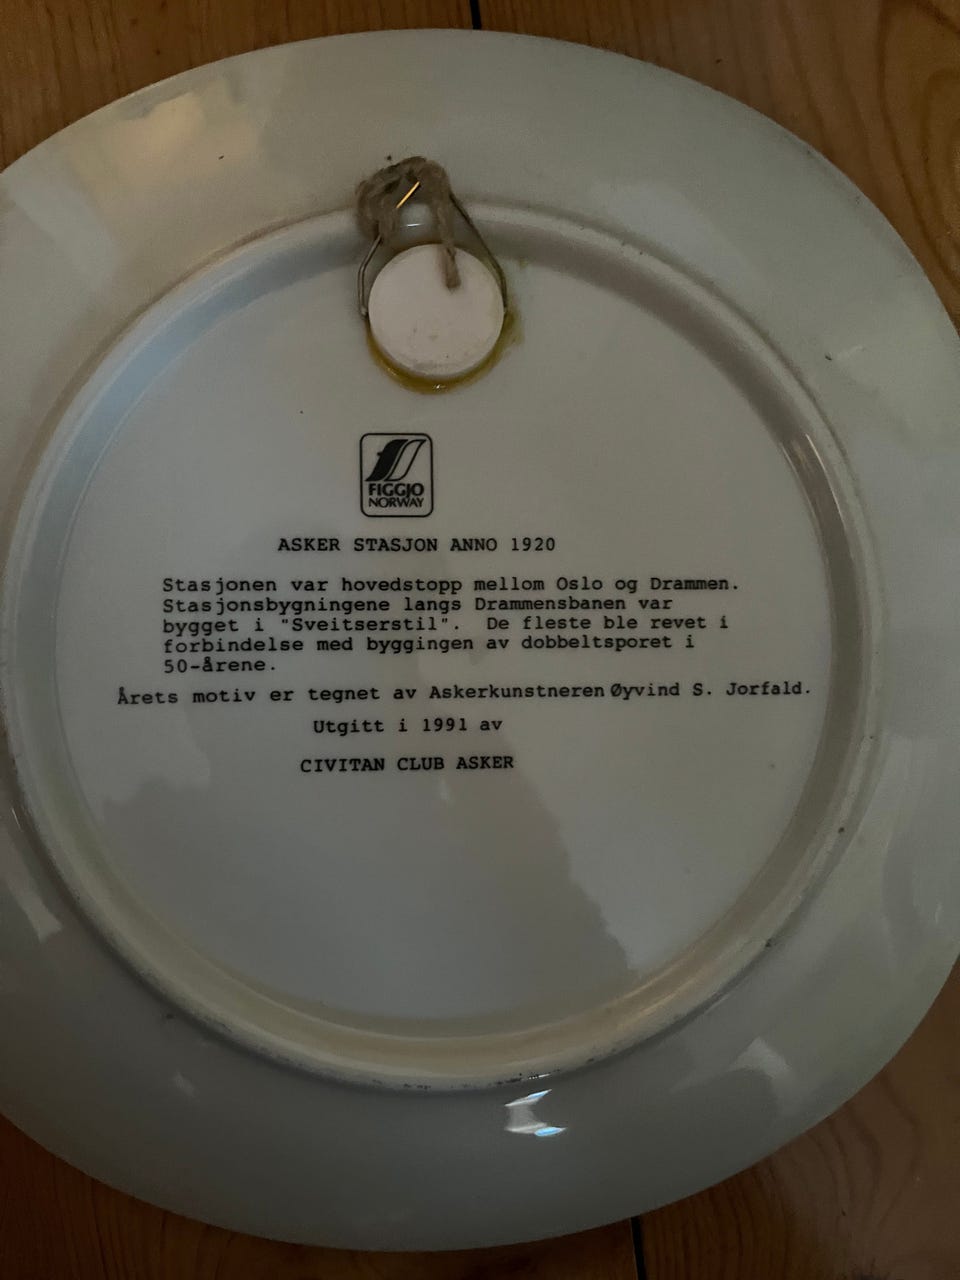 FIGGJO
NORWAY
ASKER STASJON ANNO 1920
Stasjonen var hovedstopp mellom Oslo og Drammen.
Stasjonsbygningene langs Drammensbanen var
bygget i "Sveitserstil". De fleste ble revet i
forbindelse med byggingen av dobbeltsporet i
50-årene.
Årets motiv er tegnet av Askerkunstneren Øyvind S. Jorfald.
Utgitt i 1991 av
CIVITAN CLUB ASKER